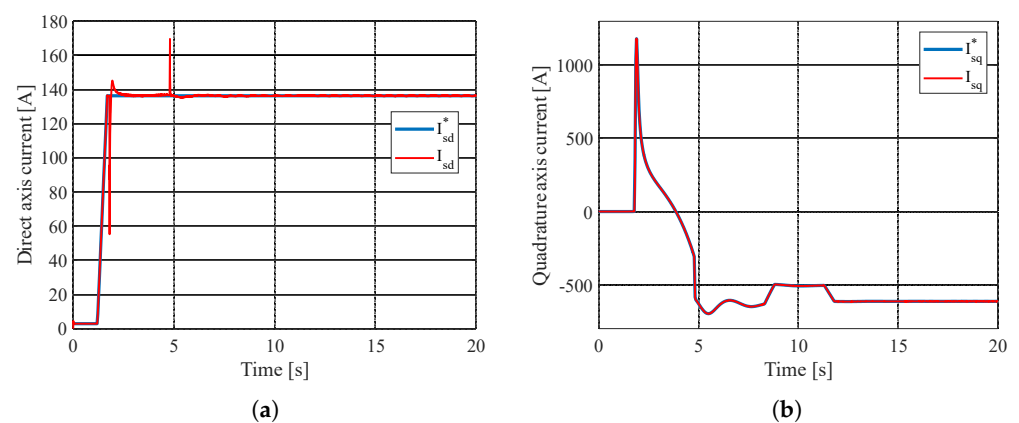 180
160
140
120
100
80
60
40
20
0
Direct axis current [A]
I*sd
Isd
0 5 10 15 20
Time [s]
(a)
1000
500
0
-500
Quadrature axis current [A]
I*sq
Isq
0 5 10 15 20
Time [s]
(b)